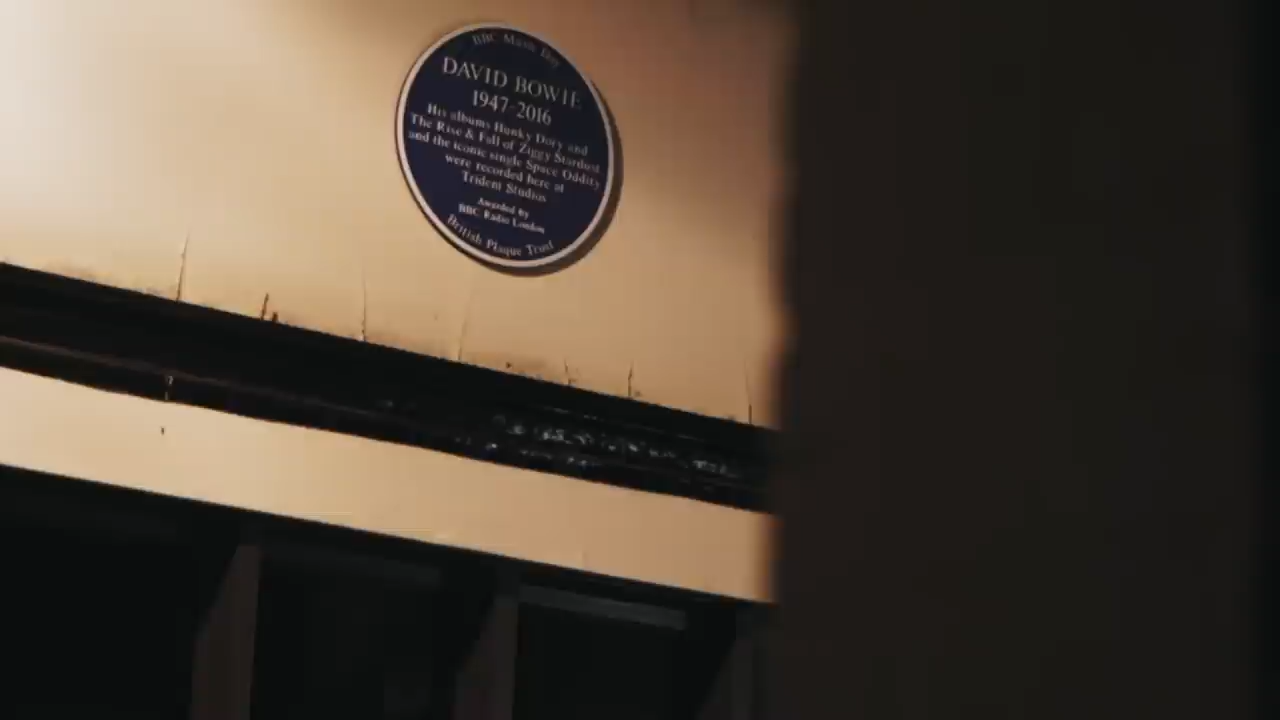 BBC Music Day
DAVID BOWIE
1947-2016
His albums Hunky Dory and
The Rise & Fall of Ziggy Stardust
and the iconic single Space Oddity
were recorded here at
Trident Studios
Awarded by
BBC Radio London
British Plaque Trust